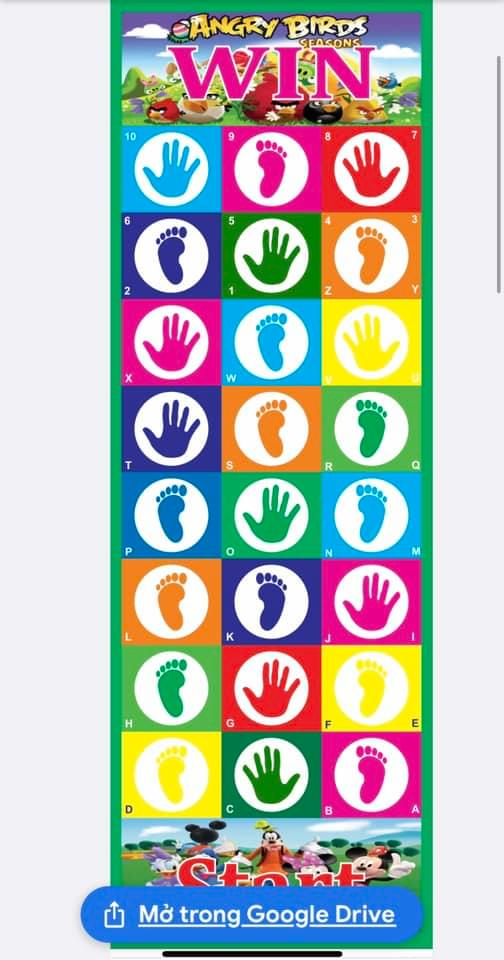 ANGRY BIRDS
SEASONS
WIN
10 9 8 7
6 5 4 3
2 1 Z Y
X W V U
T S R Q
P O N M
L K J I
H G F E
D C B A
Start
Mở trong Google Drive